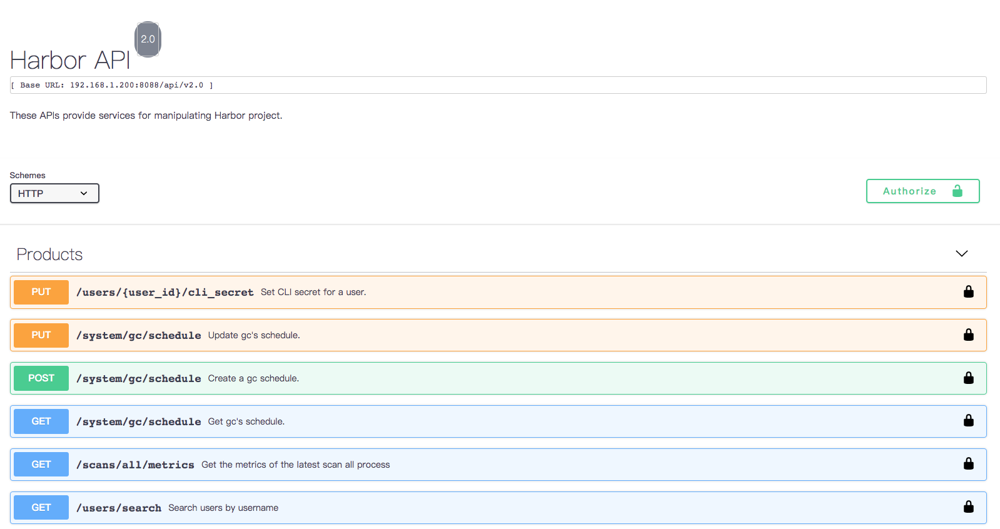 Harbor API 2.0
[ Base URL: 192.168.1.200:8088/api/v2.0 ]
These APIs provide services for manipulating Harbor project.
Schemes
HTTP
Authorize
Products
PUT /users/{user_id}/cli_secret Set CLI secret for a user.
PUT /system/gc/schedule Update gc's schedule.
POST /system/gc/schedule Create a gc schedule.
GET /system/gc/schedule Get gc's schedule.
GET /scans/all/metrics Get the metrics of the latest scan all process
GET /users/search Search users by username